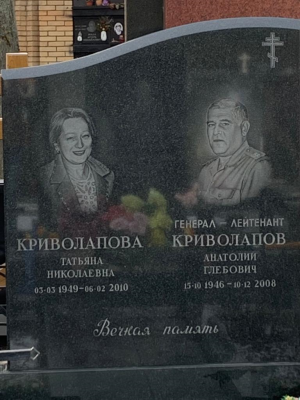 КРИВОЛАПОВА
ТАТЬЯНА
НИКОЛАЕВНА
03·03 1949–06·02 2010
ГЕНЕРАЛ – ЛЕЙТЕНАНТ
КРИВОЛАПОВ
АНАТОЛИЙ
ГЛЕБОВИЧ
13·10 1946–10·12 2008
Вечная память